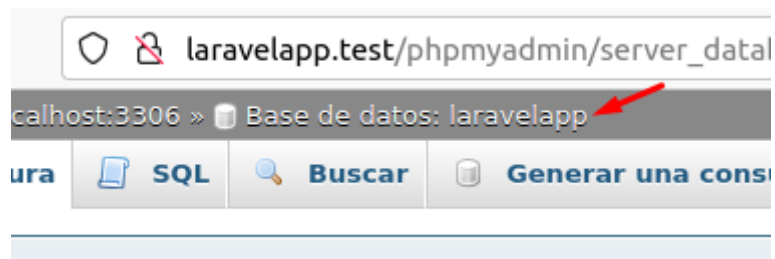 laravelapp.test/phpmyadmin/server_datal
calhost:3306 » Base de datos: laravelapp
ura SQL Buscar Generar una consu